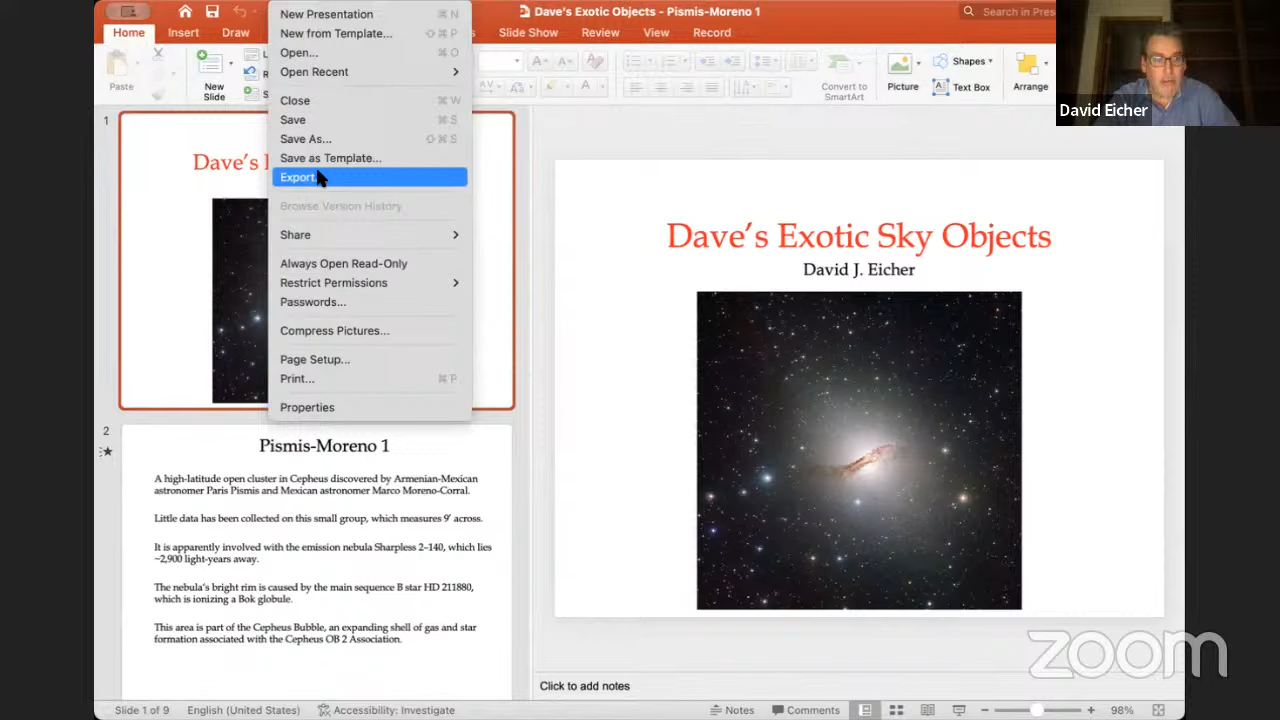 Dave's Exotic Objects - Pismis-Moreno 1
Search in Pres
Home
Insert
Draw
Slide Show
Review
View
Record
Paste
New
Slide
Convert to
SmartArt
Picture
Shapes
Text Box
Arrange
New Presentation ⌘ N
New from Template... ⇧ ⌘ P
Open... ⌘ O
Open Recent
Close ⌘ W
Save ⌘ S
Save As... ⇧ ⌘ S
Save as Template...
Export...
Browse Version History
Share
Always Open Read-Only
Restrict Permissions
Passwords...
Compress Pictures...
Page Setup...
Print... ⌘ P
Properties
David Eicher
1
Dave's
2
Pismis-Moreno 1
A high-latitude open cluster in Cepheus discovered by Armenian-Mexican
astronomer Paris Pismis and Mexican astronomer Marco Moreno-Corral.
Little data has been collected on this small group, which measures 9' across.
It is apparently involved with the emission nebula Sharpless 2–140, which lies
~2,900 light-years away.
The nebula's bright rim is caused by the main sequence B star HD 211880,
which is ionizing a Bok globule.
This area is part of the Cepheus Bubble, an expanding shell of gas and star
formation associated with the Cepheus OB 2 Association.
Dave's Exotic Sky Objects
David J. Eicher
zoom
Click to add notes
Slide 1 of 9
English (United States)
Accessibility: Investigate
Notes
Comments
98%